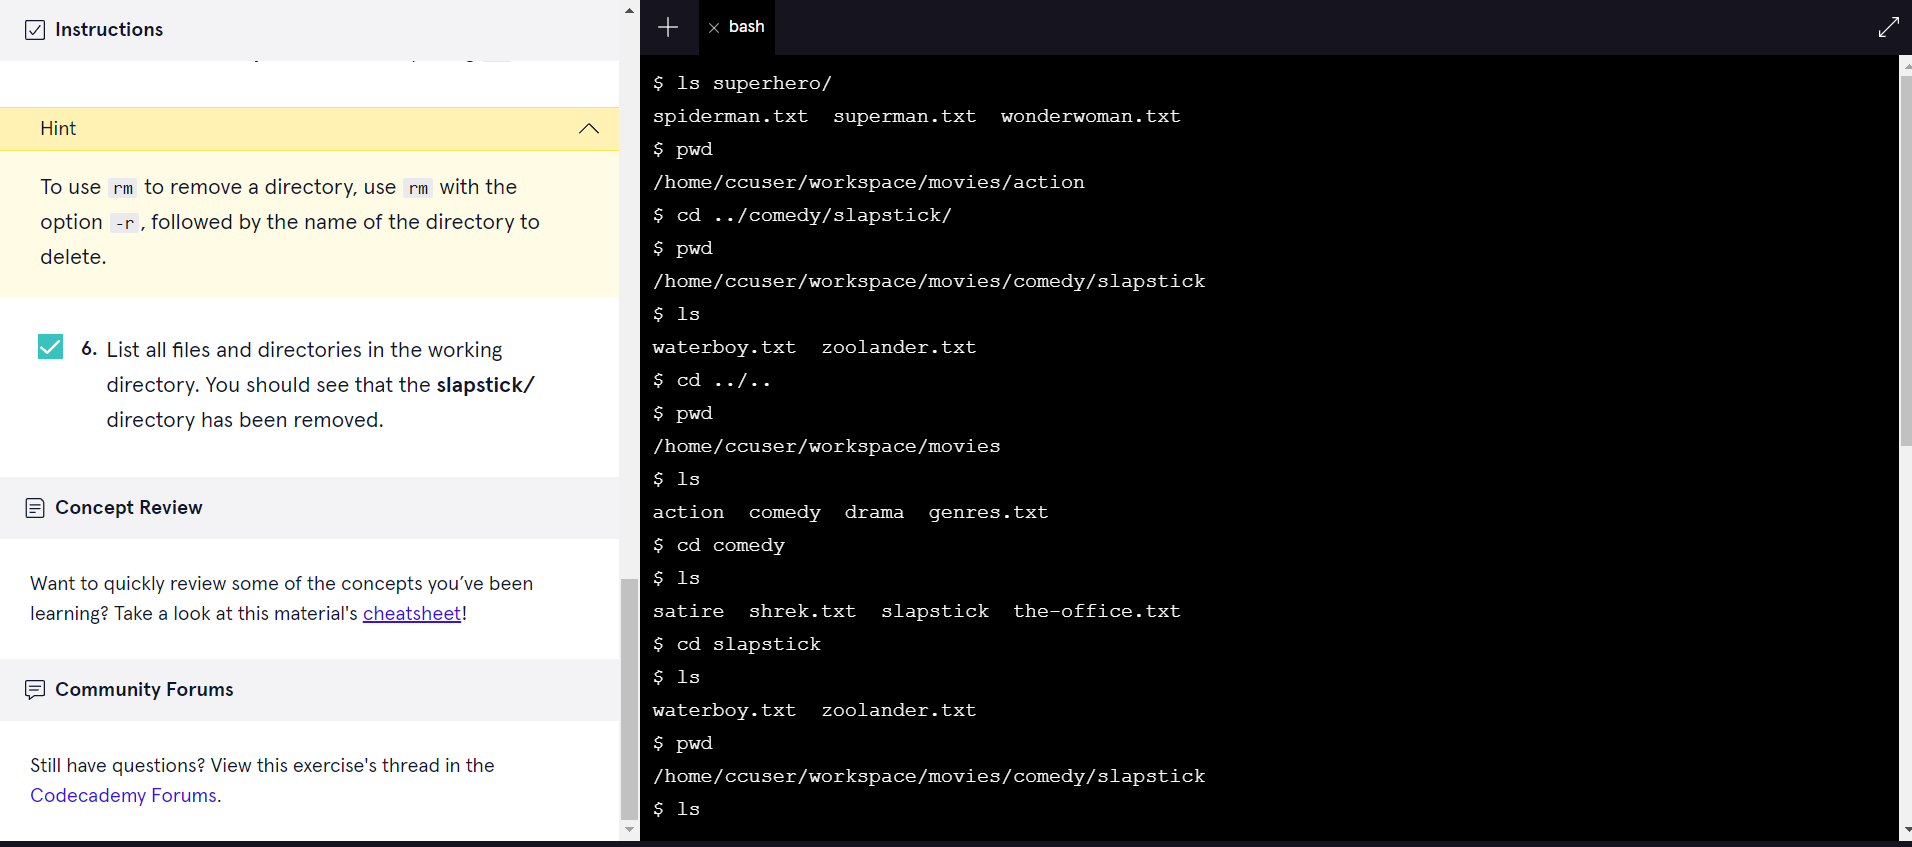 Instructions
Hint
To use rm to remove a directory, use rm with the
option -r, followed by the name of the directory to
delete.
6. List all files and directories in the working
directory. You should see that the slapstick/
directory has been removed.
Concept Review
Want to quickly review some of the concepts you’ve been
learning? Take a look at this material's cheatsheet!
Community Forums
Still have questions? View this exercise's thread in the
Codecademy Forums.
bash
$ ls superhero/
spiderman.txt  superman.txt  wonderwoman.txt
$ pwd
/home/ccuser/workspace/movies/action
$ cd ../comedy/slapstick/
$ pwd
/home/ccuser/workspace/movies/comedy/slapstick
$ ls
waterboy.txt  zoolander.txt
$ cd ../..
$ pwd
/home/ccuser/workspace/movies
$ ls
action  comedy  drama  genres.txt
$ cd comedy
$ ls
satire  shrek.txt  slapstick  the-office.txt
$ cd slapstick
$ ls
waterboy.txt  zoolander.txt
$ pwd
/home/ccuser/workspace/movies/comedy/slapstick
$ ls